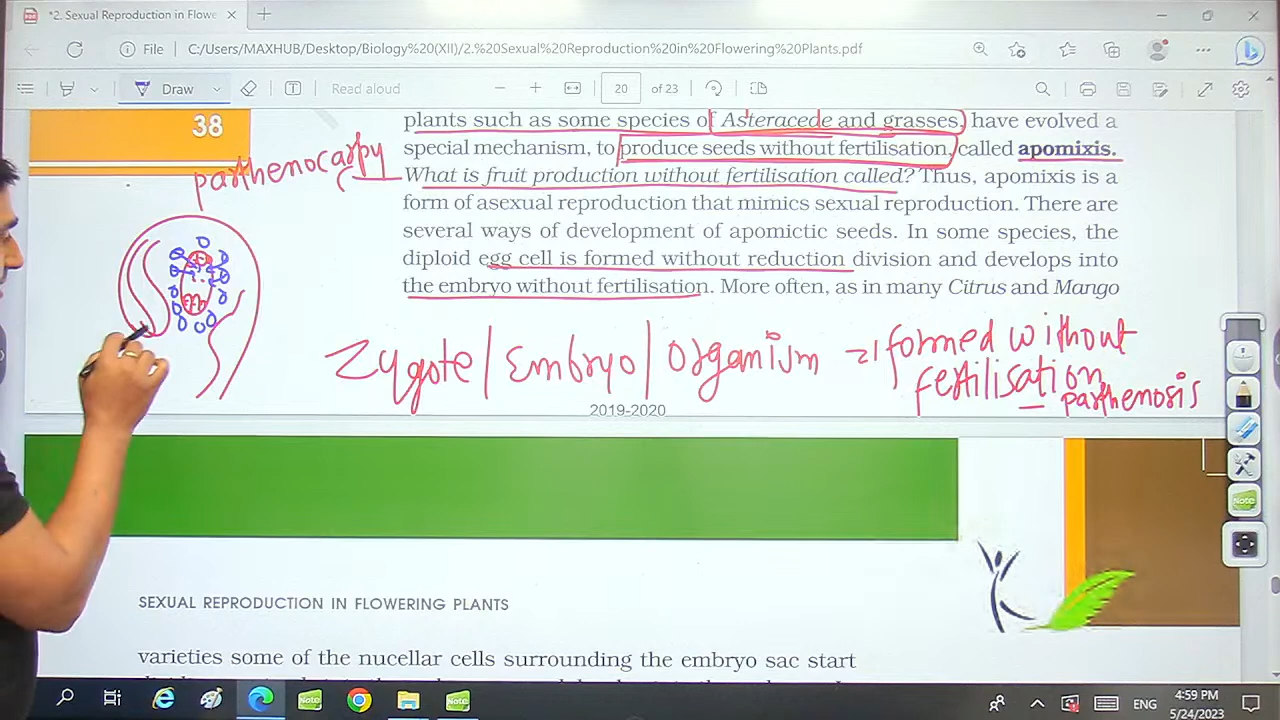 *2. Sexual Reproduction in Flowe
File
C:/Users/MAXHUB/Desktop/Biology%20(XII)/2.%20Sexual%20Reproduction%20in%20Flowering%20Plants.pdf
Draw
Read aloud
20 of 23
38
plants such as some species of Asteracede and grasses, have evolved a
special mechanism, to produce seeds without fertilisation, called apomixis.
What is fruit production without fertilisation called? Thus, apomixis is a
form of asexual reproduction that mimics sexual reproduction. There are
several ways of development of apomictic seeds. In some species, the
diploid egg cell is formed without reduction division and develops into
the embryo without fertilisation. More often, as in many Citrus and Mango
parthenocarpy
Zygote/Embryo/Organism =) formed without
fertilisation
parthenosis
2019-2020
SEXUAL REPRODUCTION IN FLOWERING PLANTS
varieties some of the nucellar cells surrounding the embryo sac start
Note
Note
Note
ENG
4:59 PM
5/24/2023